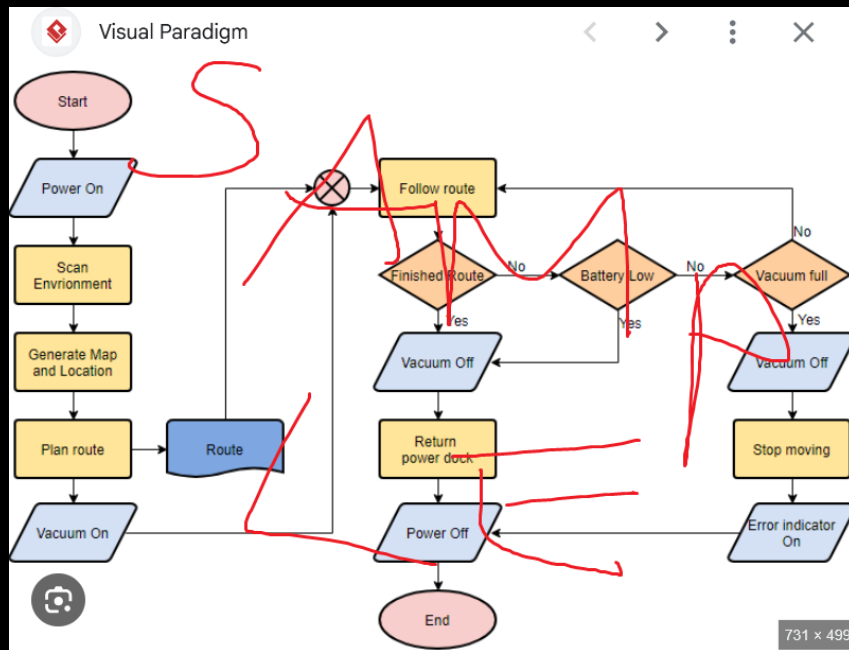 Visual Paradigm
Start
Power On
Scan
Envrionment
Generate Map
and Location
Plan route
Route
Vacuum On
Follow route
Finished Route
No
Battery Low
No
Vacuum full
No
Yes
Yes
Yes
Vacuum Off
Vacuum Off
Return
power dock
Stop moving
Power Off
Error indicator
On
End
SAMPLE
731 × 499